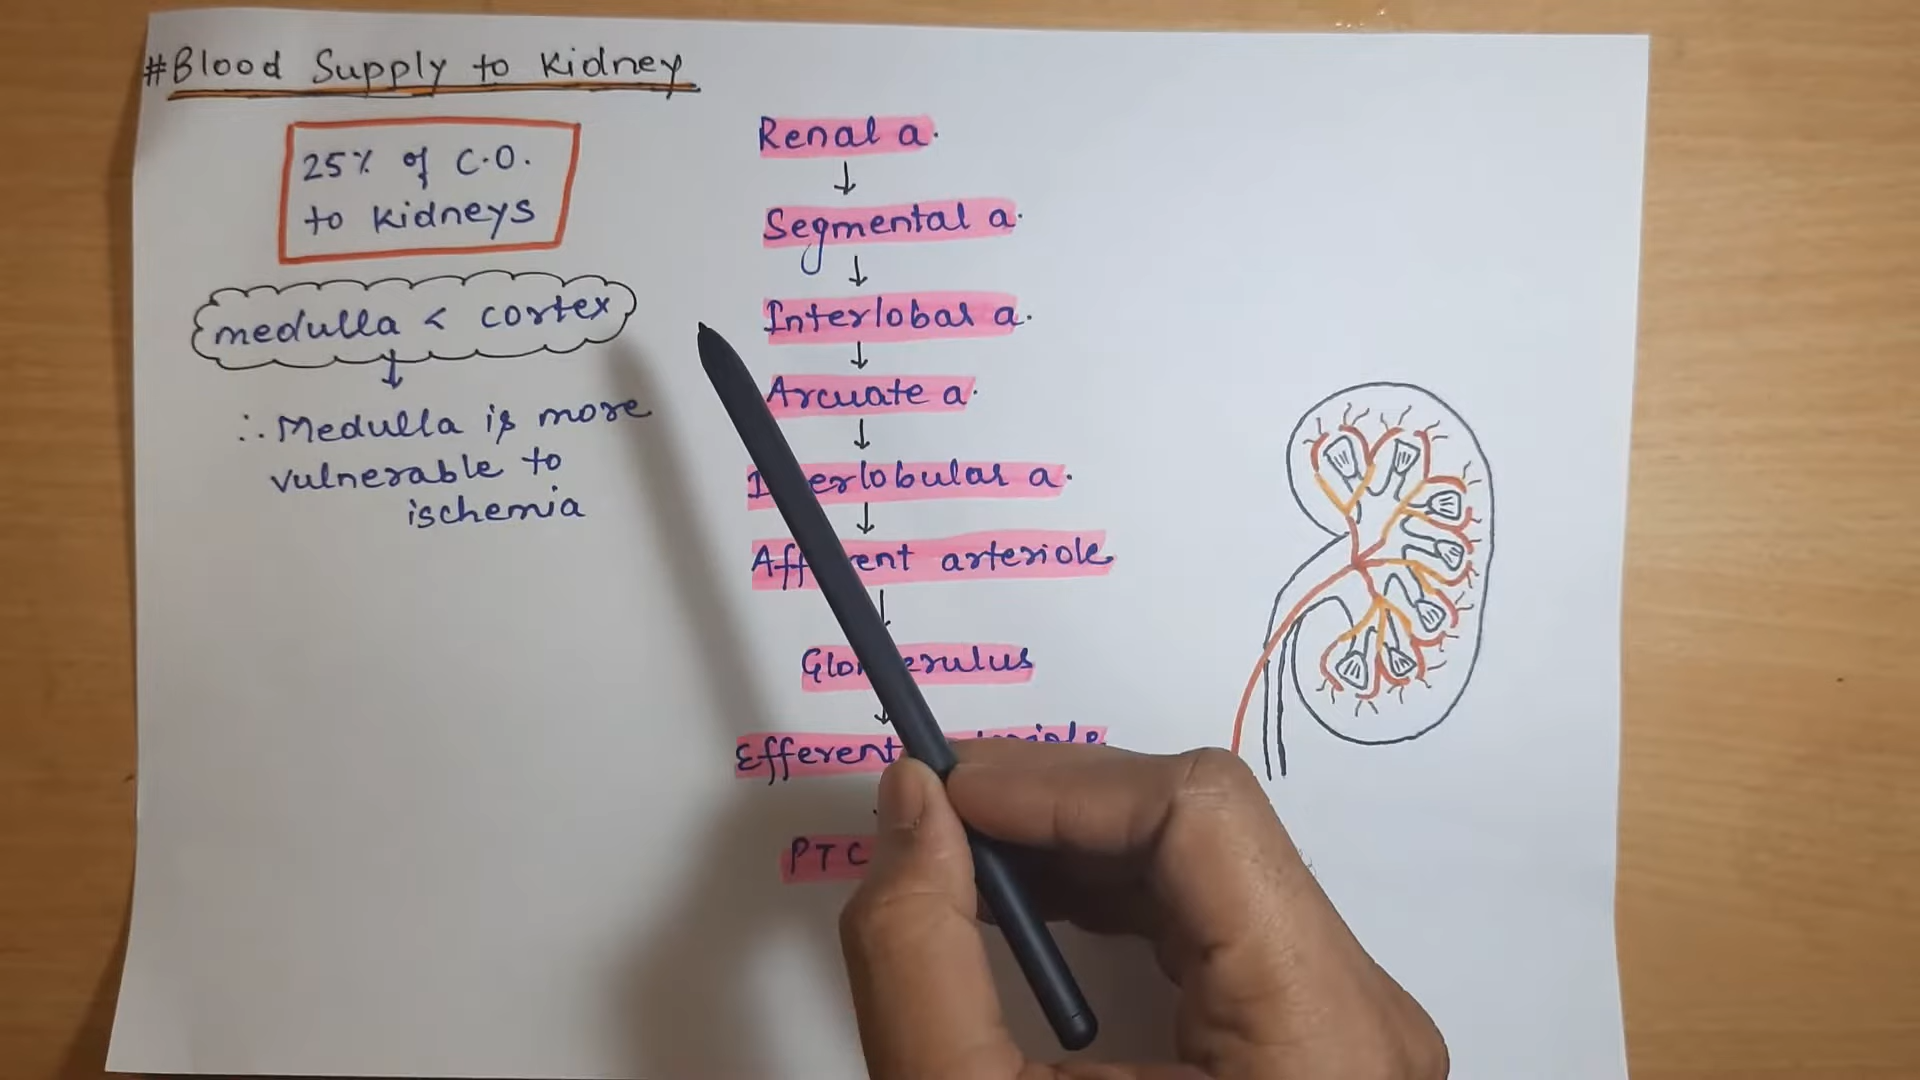 #Blood Supply to Kidney
25% of C.O.
to Kidneys
medulla < cortex
↓
∴ Medulla is more
vulnerable to
ischemia
Renal a.
↓
Segmental a.
↓
Interlobar a.
↓
Arcuate a.
↓
Interlobular a.
↓
Afferent arteriole
↓
Glomerulus
↓
Efferent arteriole
PTC